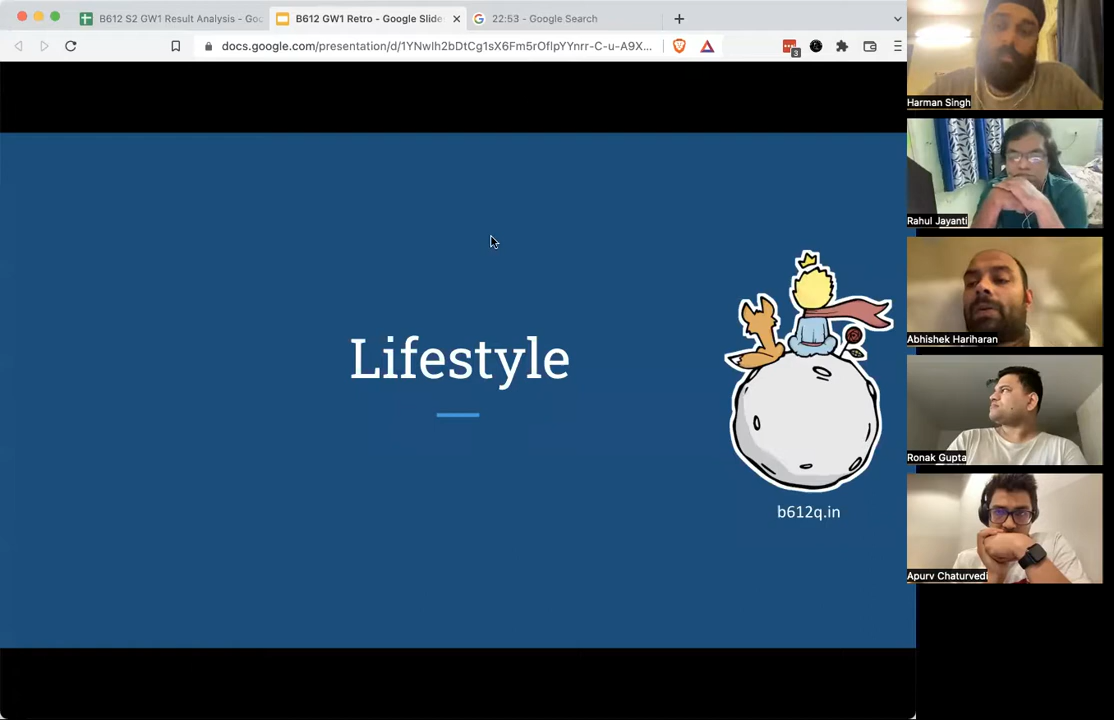 B612 S2 GW1 Result Analysis - Goo
B612 GW1 Retro - Google Slide
22:53 - Google Search
docs.google.com/presentation/d/1YNwlh2bDtCg1sX6Fm5rOflpYYnrr-C-u-A9X...
3
Lifestyle
b612q.in
Harman Singh
Rahul Jayanti
Abhishek Hariharan
Ronak Gupta
Apurv Chaturvedi